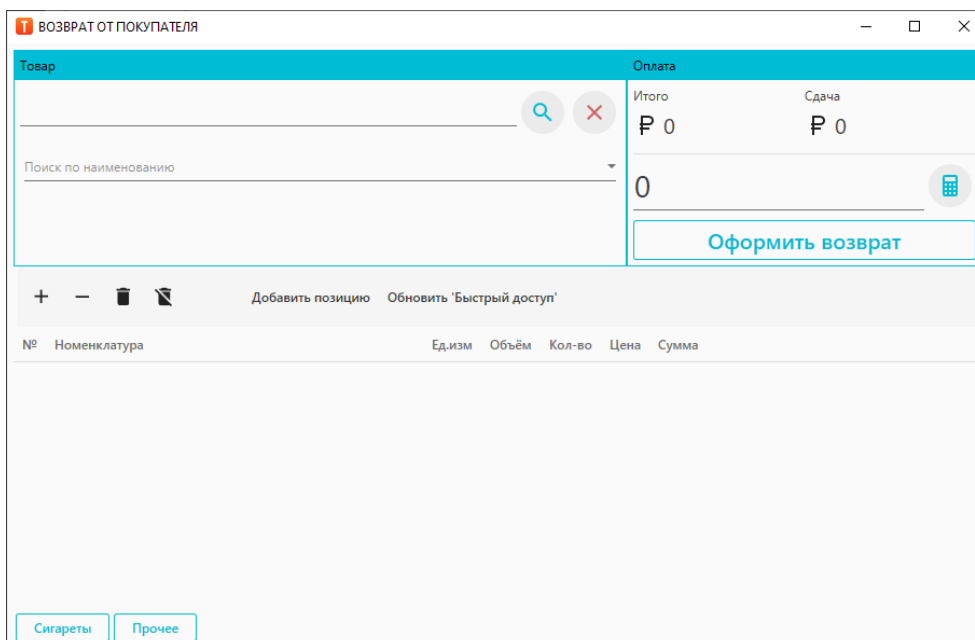 Т ВОЗВРАТ ОТ ПОКУПАТЕЛЯ
Товар
Оплата
Итого
Сдача
₽ 0
₽ 0
Поиск по наименованию
0
Оформить возврат
Добавить позицию Обновить 'Быстрый доступ'
№ Номенклатура Ед.изм Объём Кол-во Цена Сумма
Сигареты Прочее